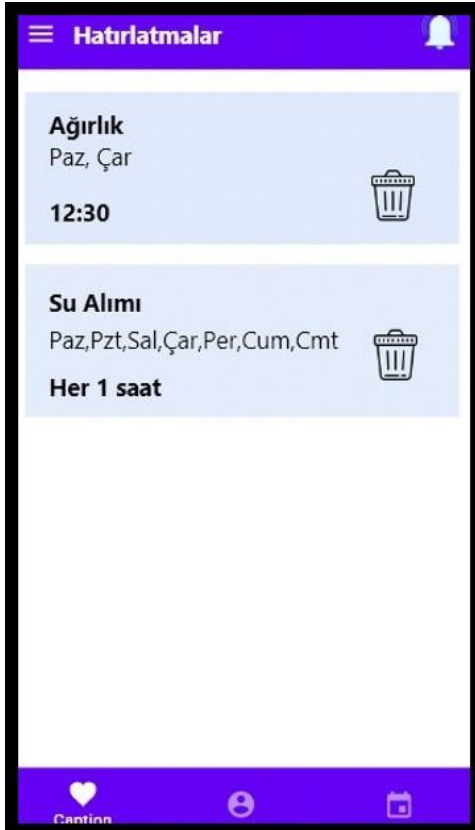 Hatırlatmalar
Ağırlık
Paz, Çar
12:30
Su Alımı
Paz,Pzt,Sal,Çar,Per,Cum,Cmt
Her 1 saat
Caption